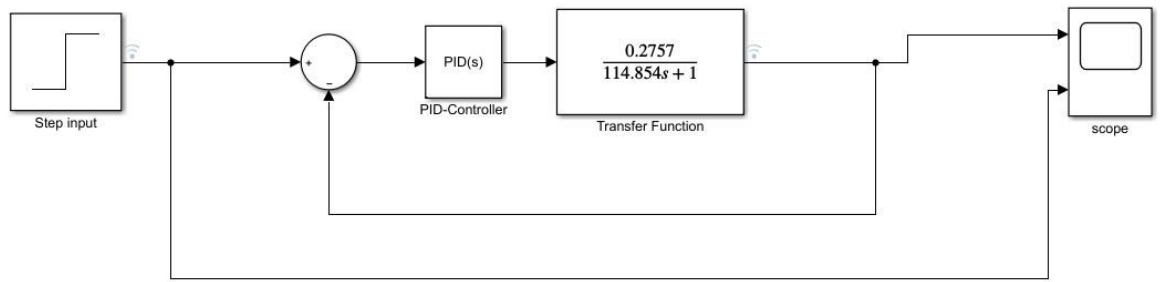 +
−
PID(s)
0.2757
114.854s + 1
Step input
PID-Controller
Transfer Function
scope